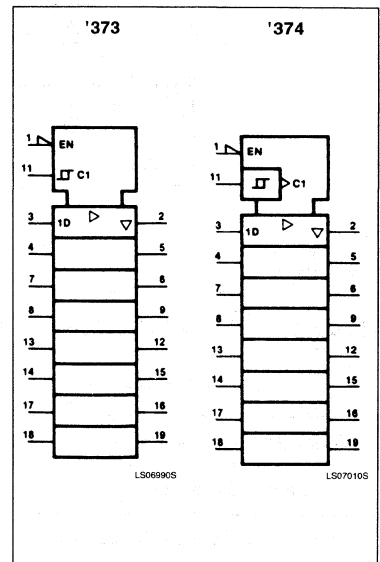 '373 '374
1 EN 1 EN
11 C1 11 C1
3 1D 2 3 1D 2
4 5 4 5
7 6 7 6
8 9 8 9
13 12 13 12
14 15 14 15
17 16 17 16
18 19 18 19
LS06990S LS07010S